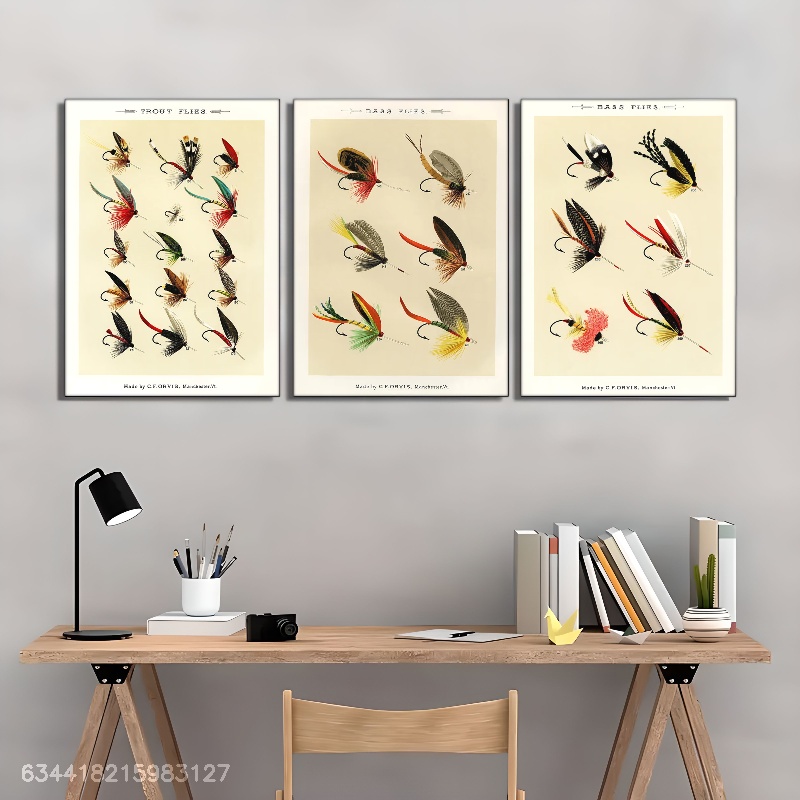 TROUT FLIES.
BASS FLIES.
BASS FLIES.
Made by C.F. ORVIS, Manchester, Vt.
Made by C.F. ORVIS, Manchester, Vt.
Made by C.F. ORVIS, Manchester, Vt.
634418215983127